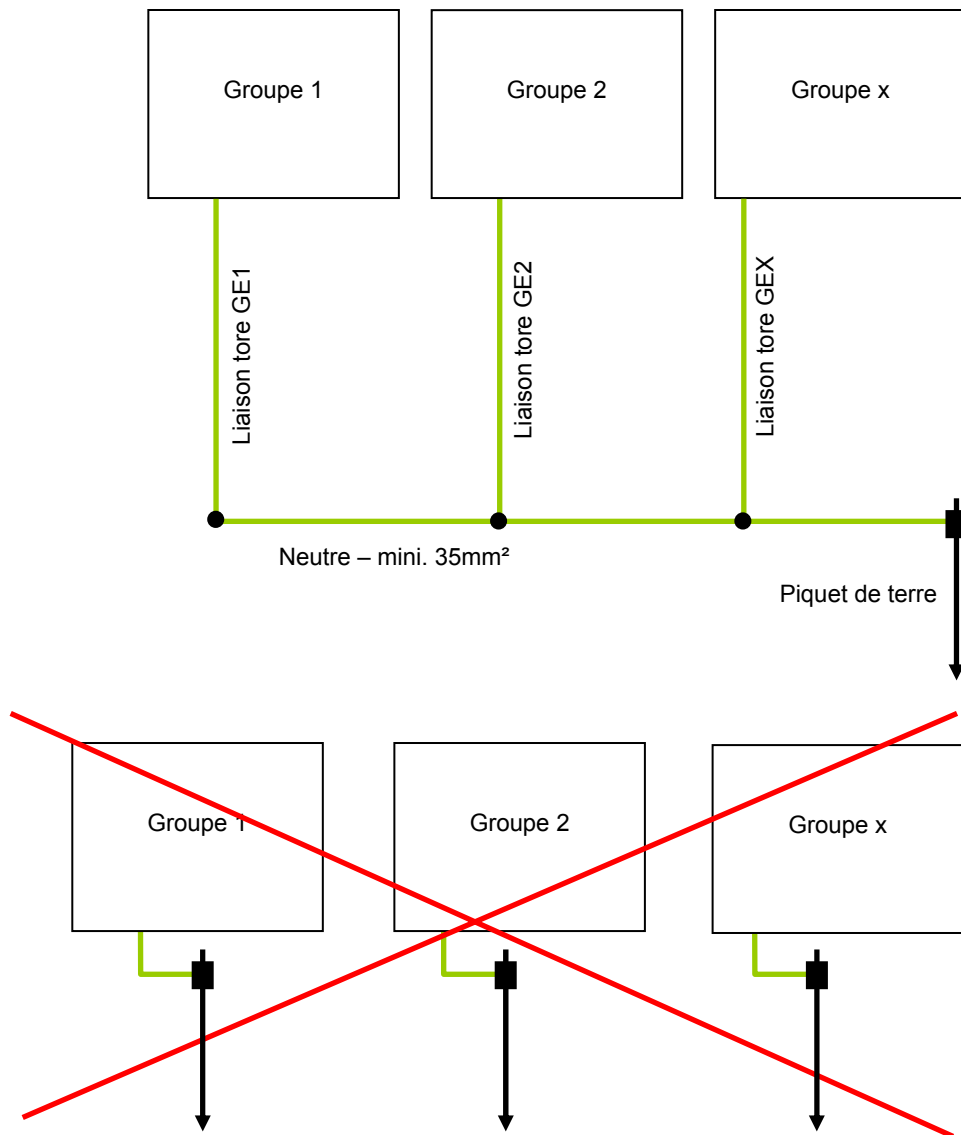 Groupe 1
Groupe 2
Groupe x
Liaison tore GE1
Liaison tore GE2
Liaison tore GEX
Neutre – mini. 35mm²
Piquet de terre
Groupe 1
Groupe 2
Groupe x